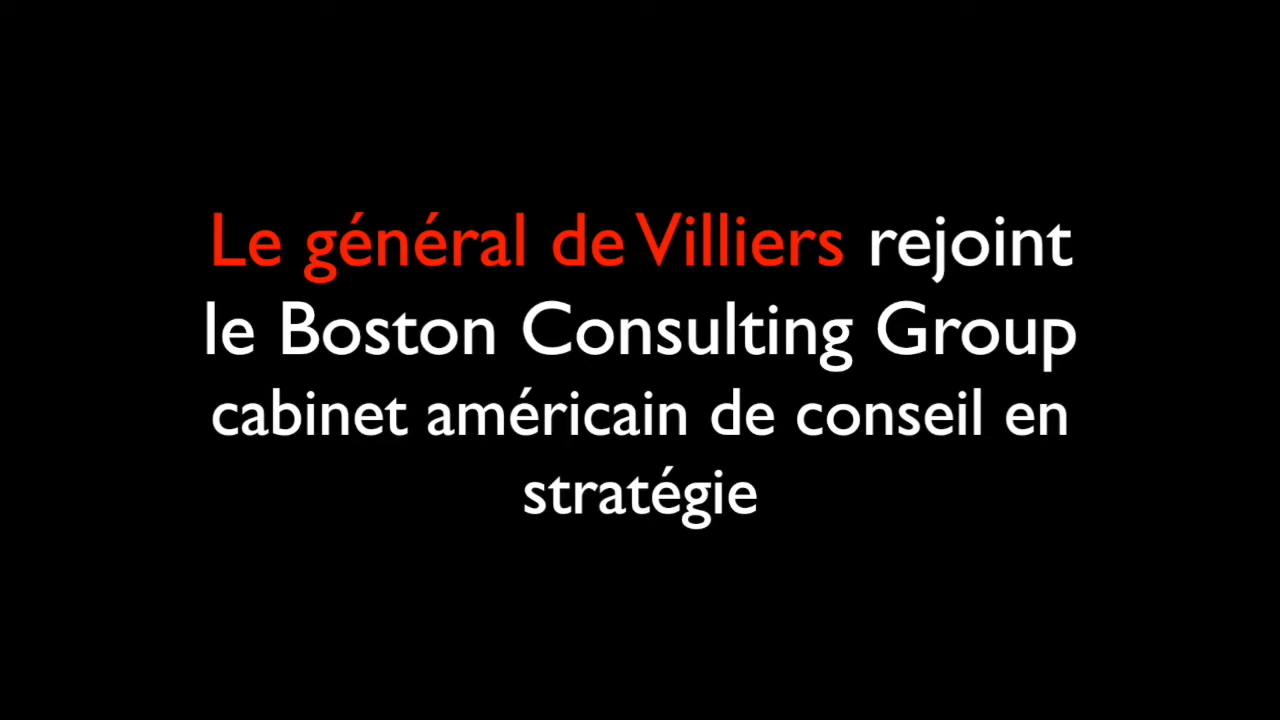 Le général de Villiers rejoint
le Boston Consulting Group
cabinet américain de conseil en
stratégie